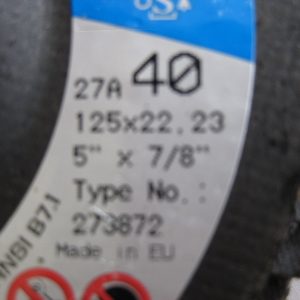 27A 40
125x22.23
5" x 7/8"
Type No.:
273872
Made in EU
ANSI B7.1